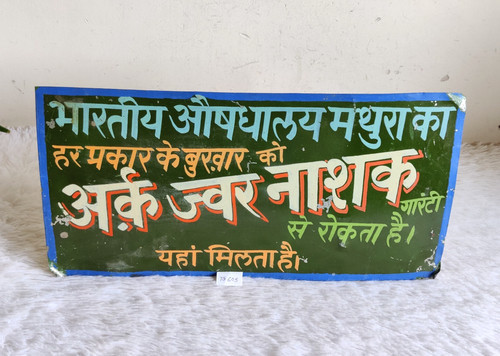 भारतीय औषधालय मथुरा का
हर प्रकार के बुख़ार को
अर्क़ ज्वर नाशक गारंटी
से रोकता है।
यहां मिलता है।